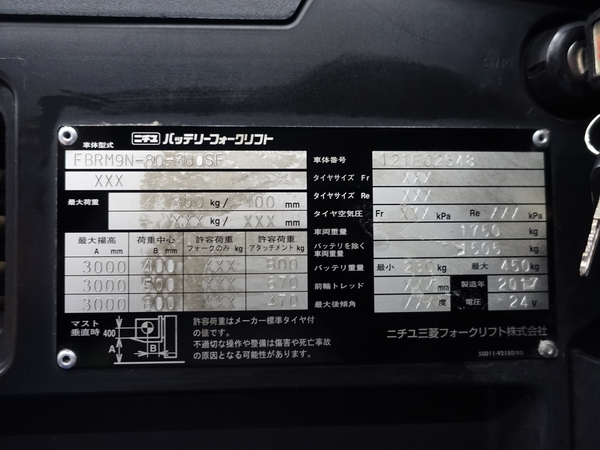 ニチユ バッテリーフォークリフト
車体型式 FBRM9N-80-300SF
XXX
最大荷重 kg/ 400 mm
XXX kg/ XXX mm
最大揚高 A mm 荷重中心 B mm 許容荷重 フォークのみ kg 許容荷重 アタッチメント kg
3000 400 XXX 800
3000 500 XXX 570
3000 600 XXX 470
マスト垂直時 400 A B
許容荷重はメーカー標準タイヤ付
の値です。
不適切な操作や整備は傷害や死亡事故
の原因となる可能性があります。
車体番号
タイヤサイズ Fr XXX
タイヤサイズ Re XXX
タイヤ空気圧 Fr XXX kPa Re /// kPa
車両重量 1750 kg
バッテリを除く車両重量 1505 kg
バッテリ重量 最小 kg 最大 450 kg
前輪トレッド /// mm 製造年 2017
最大後傾角 /// 度 電圧 24 V
ニチユ三菱フォークリフト株式会社